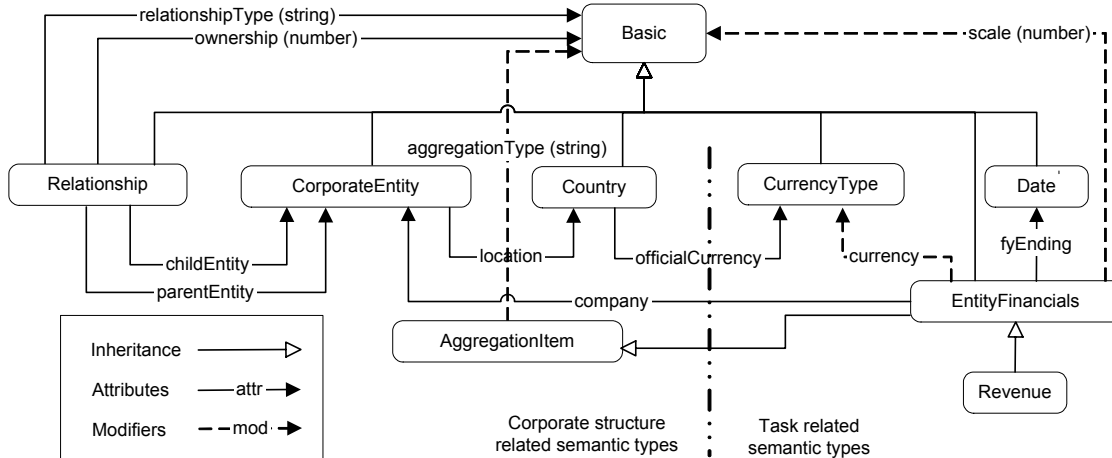 relationshipType (string)
ownership (number)
Basic
scale (number)
aggregationType (string)
Relationship
CorporateEntity
Country
CurrencyType
Date
childEntity
parentEntity
location
officialCurrency
currency
fyEnding
company
EntityFinancials
AggregationItem
Revenue
Inheritance
Attributes
attr
Modifiers
mod
Corporate structure
related semantic types
Task related
semantic types